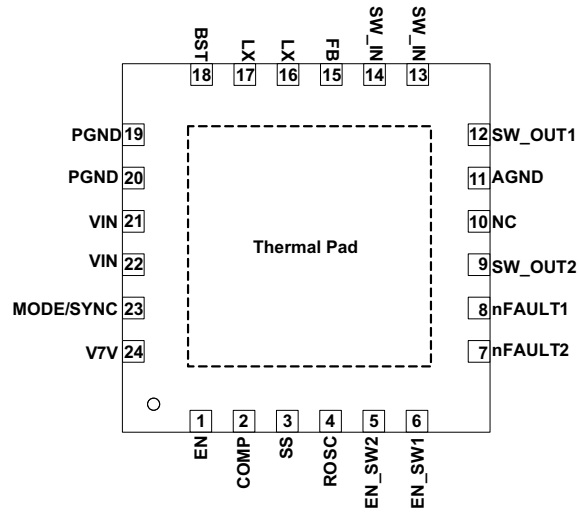 BST
LX
LX
FB
SW_IN
SW_IN
18
17
16
15
14
13
PGND 19
12 SW_OUT1
PGND 20
11 AGND
VIN 21
10 NC
Thermal Pad
VIN 22
9 SW_OUT2
MODE/SYNC 23
8 nFAULT1
V7V 24
7 nFAULT2
1
2
3
4
5
6
EN
COMP
SS
ROSC
EN_SW2
EN_SW1